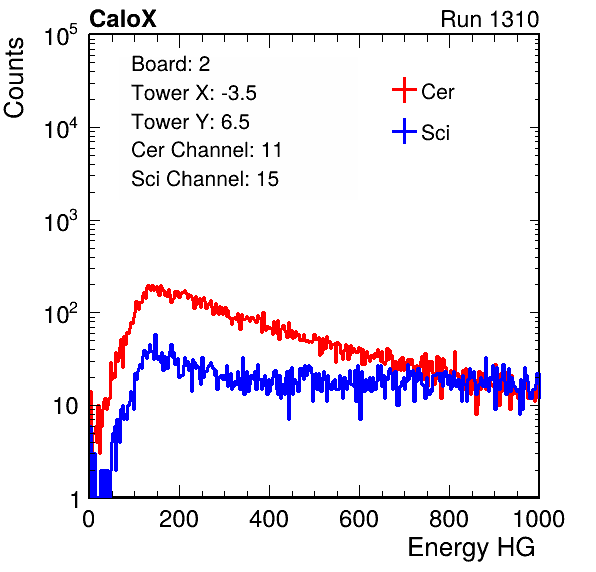 CaloX Run 1310
Counts
Board: 2
Tower X: -3.5
Tower Y: 6.5
Cer Channel: 11
Sci Channel: 15
Cer
Sci
10^5
10^4
10^3
10^2
10
1
0 200 400 600 800 1000
Energy HG